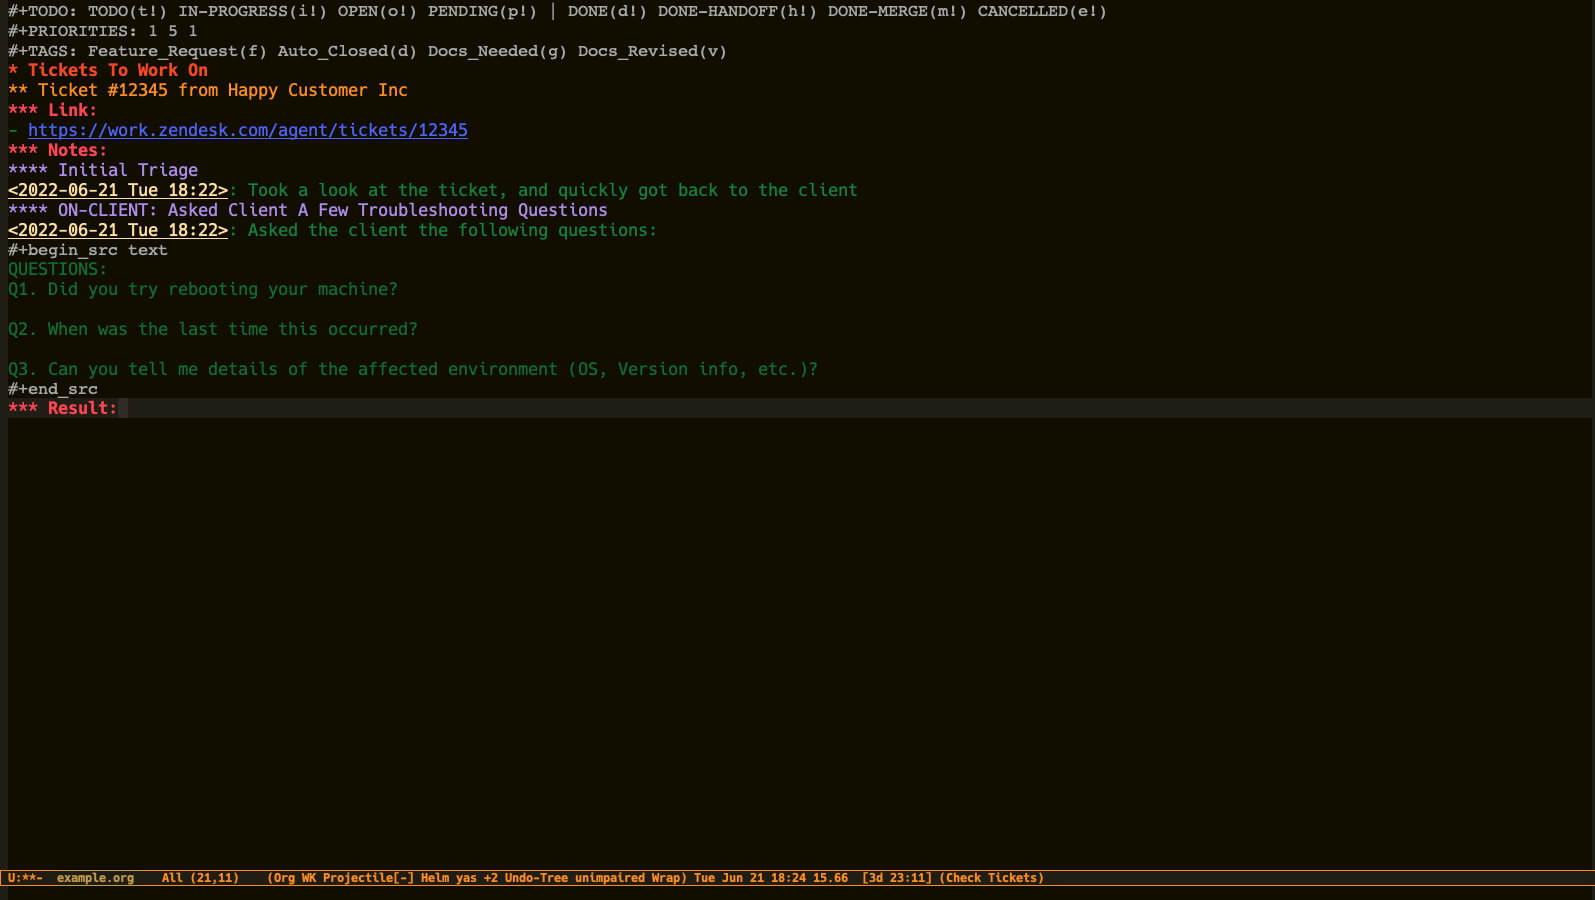 #+TODO: TODO(t!) IN-PROGRESS(i!) OPEN(o!) PENDING(p!) | DONE(d!) DONE-HANDOFF(h!) DONE-MERGE(m!) CANCELLED(e!)
#+PRIORITIES: 1 5 1
#+TAGS: Feature_Request(f) Auto_Closed(d) Docs_Needed(g) Docs_Revised(v)
* Tickets To Work On
** Ticket #12345 from Happy Customer Inc
*** Link:
- https://work.zendesk.com/agent/tickets/12345
*** Notes:
**** Initial Triage
<2022-06-21 Tue 18:22>: Took a look at the ticket, and quickly got back to the client
**** ON-CLIENT: Asked Client A Few Troubleshooting Questions
<2022-06-21 Tue 18:22>: Asked the client the following questions:
#+begin_src text
QUESTIONS:
Q1. Did you try rebooting your machine?
Q2. When was the last time this occurred?
Q3. Can you tell me details of the affected environment (OS, Version info, etc.)?
#+end_src
*** Result:
U:**-  example.org    All (21,11)    (Org WK Projectile[-] Helm yas +2 Undo-Tree unimpaired Wrap) Tue Jun 21 18:24 15.66  [3d 23:11] (Check Tickets)